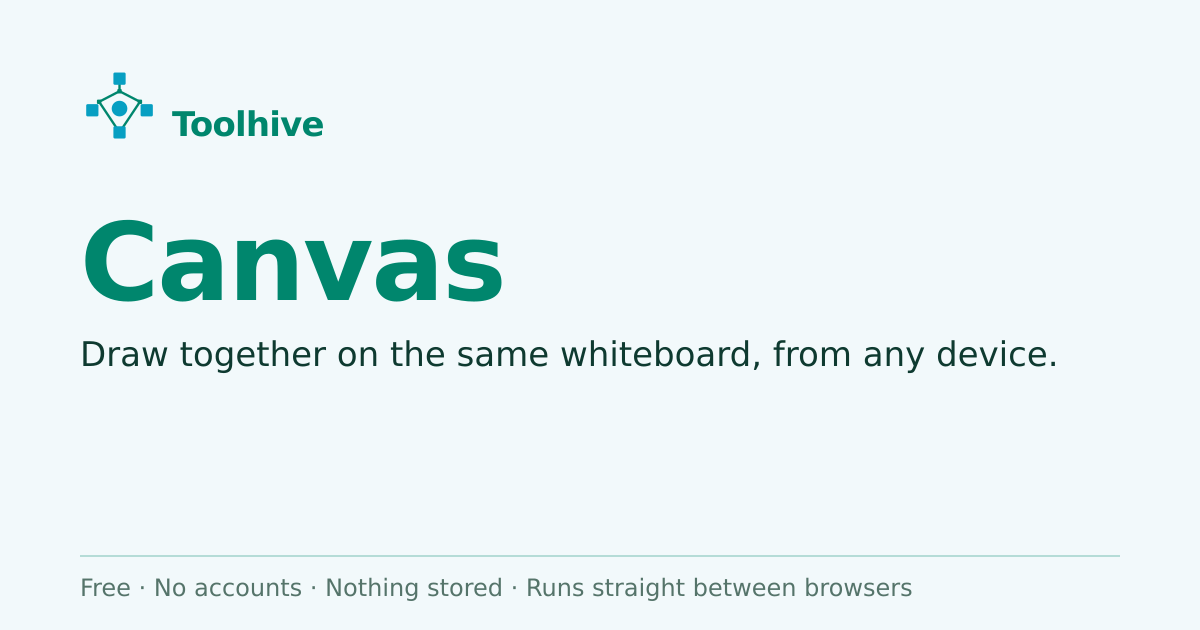 Toolhive
Canvas
Draw together on the same whiteboard, from any device.
Free · No accounts · Nothing stored · Runs straight between browsers